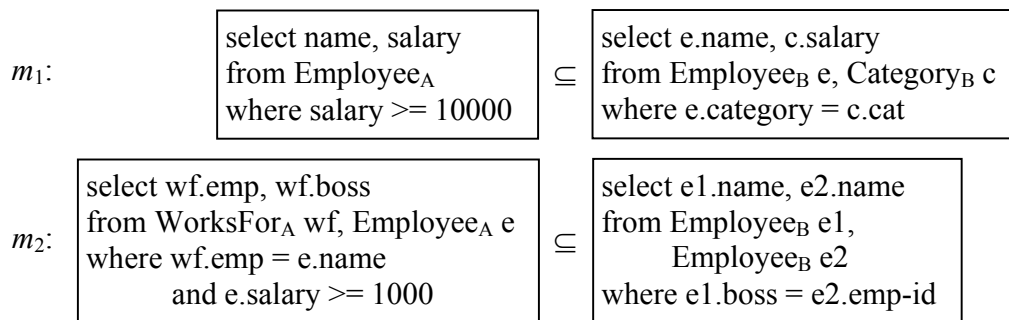 m1:
select name, salary
from EmployeeA
where salary >= 10000
⊆
select e.name, c.salary
from EmployeeB e, CategoryB c
where e.category = c.cat
m2:
select wf.emp, wf.boss
from WorksForA wf, EmployeeA e
where wf.emp = e.name
and e.salary >= 1000
⊆
select e1.name, e2.name
from EmployeeB e1,
EmployeeB e2
where e1.boss = e2.emp-id